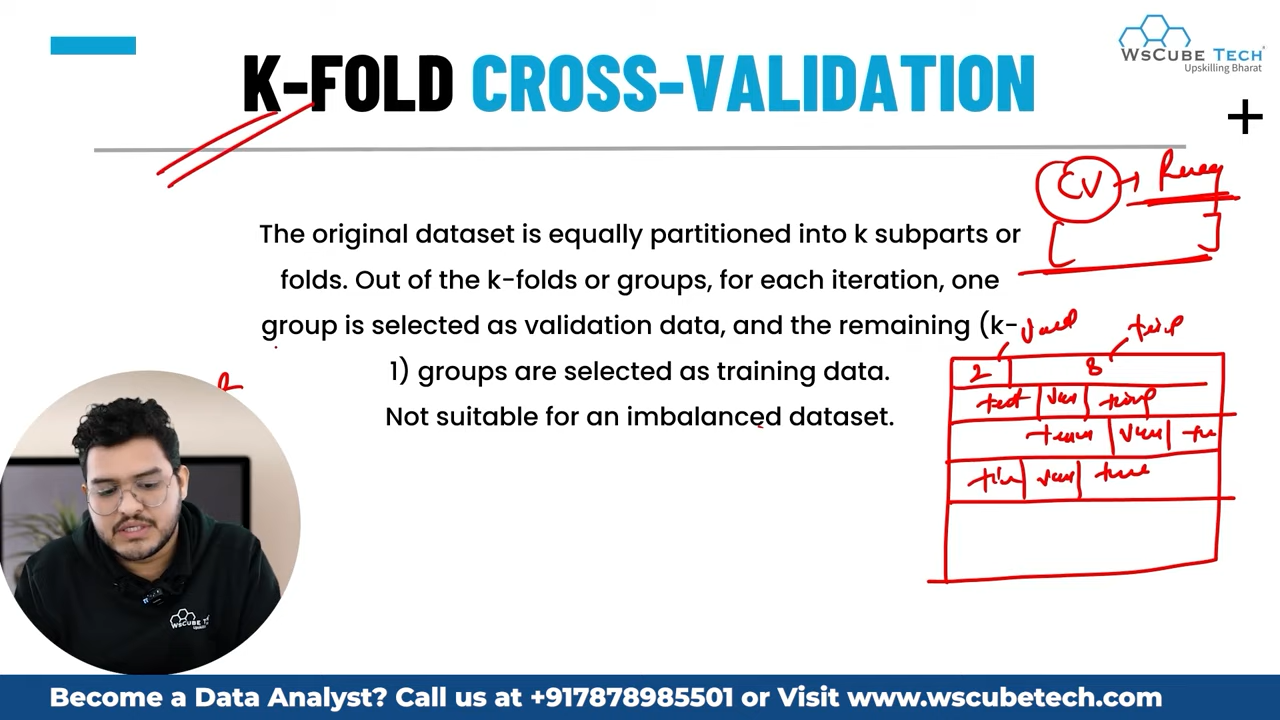 WsCube Tech
Upskilling Bharat
K-FOLD CROSS-VALIDATION
CV
The original dataset is equally partitioned into k subparts or
folds. Out of the k-folds or groups, for each iteration, one
group is selected as validation data, and the remaining (k-
1) groups are selected as training data.
Not suitable for an imbalanced dataset.
2 8
WsCube Tech
Become a Data Analyst? Call us at +917878985501 or Visit www.wscubetech.com